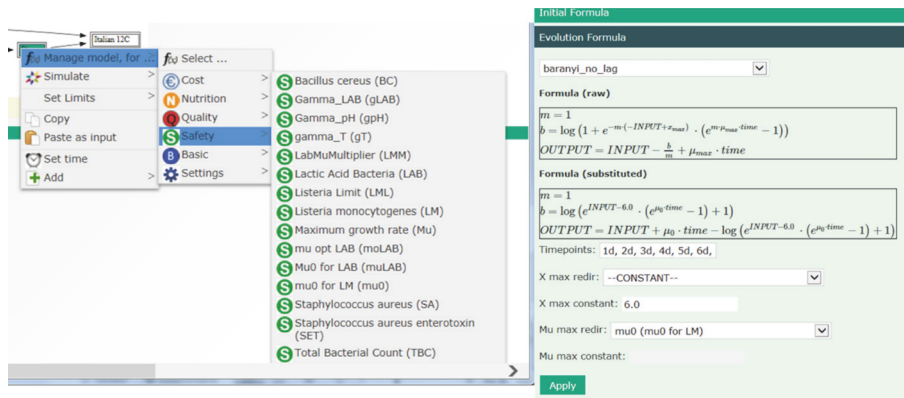 Italian 12C
f(x) Manage model, for ...
Simulate >
Set Limits >
Copy
Paste as input
Set time
Add >
f(x) Select ...
Cost >
Nutrition >
Quality >
Safety >
Basic >
Settings >
Bacillus cereus (BC)
Gamma_LAB (gLAB)
Gamma_pH (gpH)
gamma_T (gT)
LabMuMultiplier (LMM)
Lactic Acid Bacteria (LAB)
Listeria Limit (LML)
Listeria monocytogenes (LM)
Maximum growth rate (Mu)
mu opt LAB (moLAB)
Mu0 for LAB (muLAB)
mu0 for LM (mu0)
Staphylococcus aureus (SA)
Staphylococcus aureus enterotoxin
(SET)
Total Bacterial Count (TBC)
Initial Formula
Evolution Formula
baranyi_no_lag
Formula (raw)
m = 1
b = log (1 + e^{-m·(-INPUT+x_{max})} · (e^{m·μ_{max}·time} − 1))
OUTPUT = INPUT − \frac{b}{m} + μ_{max} · time
Formula (substituted)
m = 1
b = log (e^{INPUT−6.0} · (e^{μ_0·time} − 1) + 1)
OUTPUT = INPUT + μ_0 · time − log (e^{INPUT−6.0} · (e^{μ_0·time} − 1) + 1)
Timepoints: 1d, 2d, 3d, 4d, 5d, 6d,
X max redir: --CONSTANT--
X max constant: 6.0
Mu max redir: mu0 (mu0 for LM)
Mu max constant:
Apply